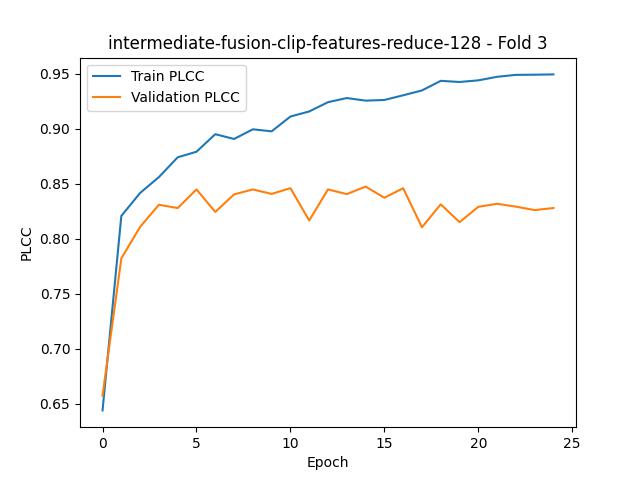 intermediate-fusion-clip-features-reduce-128 - Fold 3
Train PLCC
Validation PLCC
0.95
0.90
0.85
0.80
0.75
0.70
0.65
PLCC
0 5 10 15 20 25
Epoch